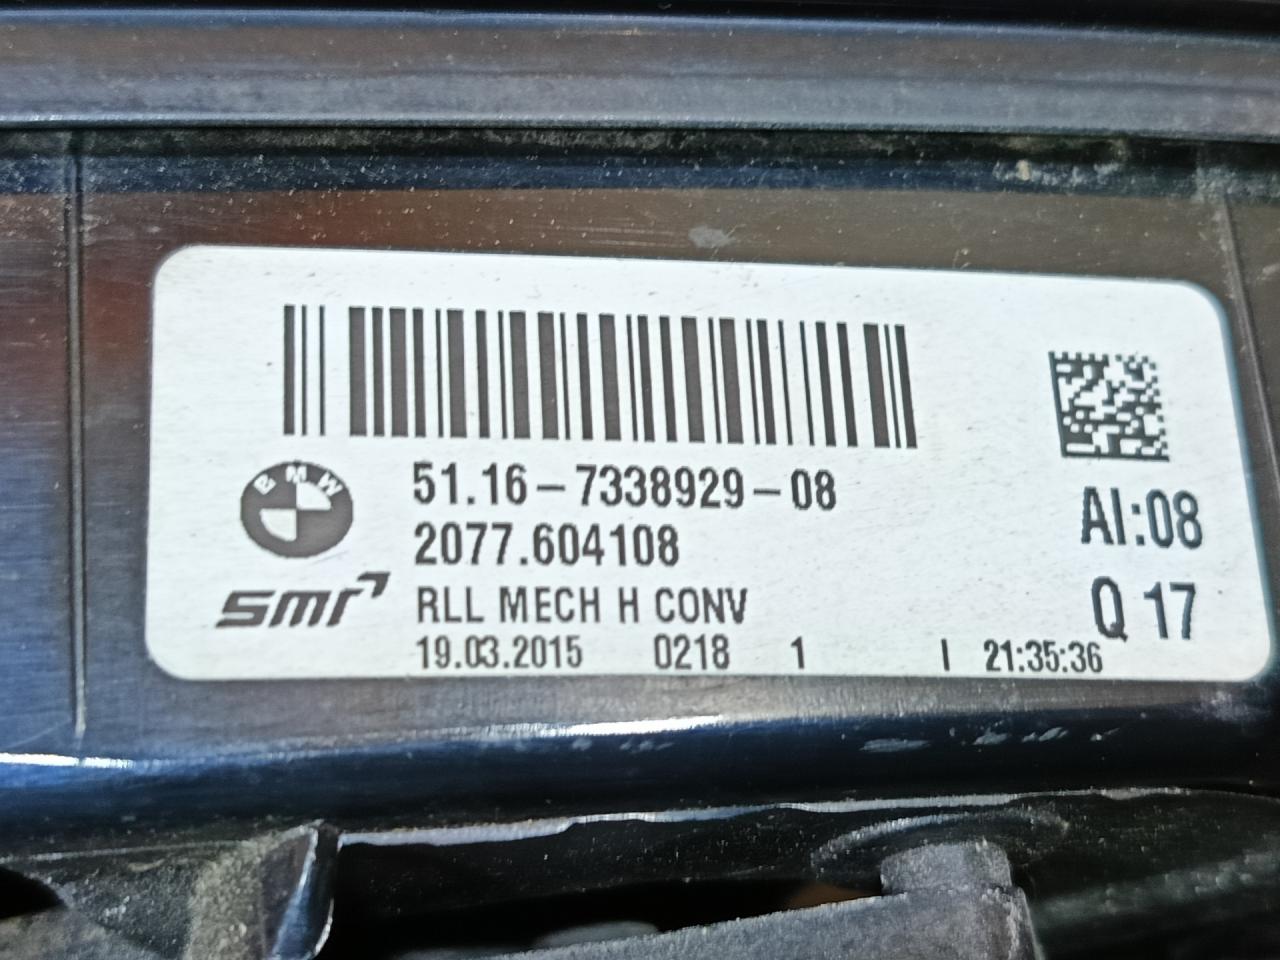 BMW
51.16-7338929-08
2077.604108
AI:08
smr
RLL MECH H CONV
Q 17
19.03.2015 0218 1 I 21:35:36